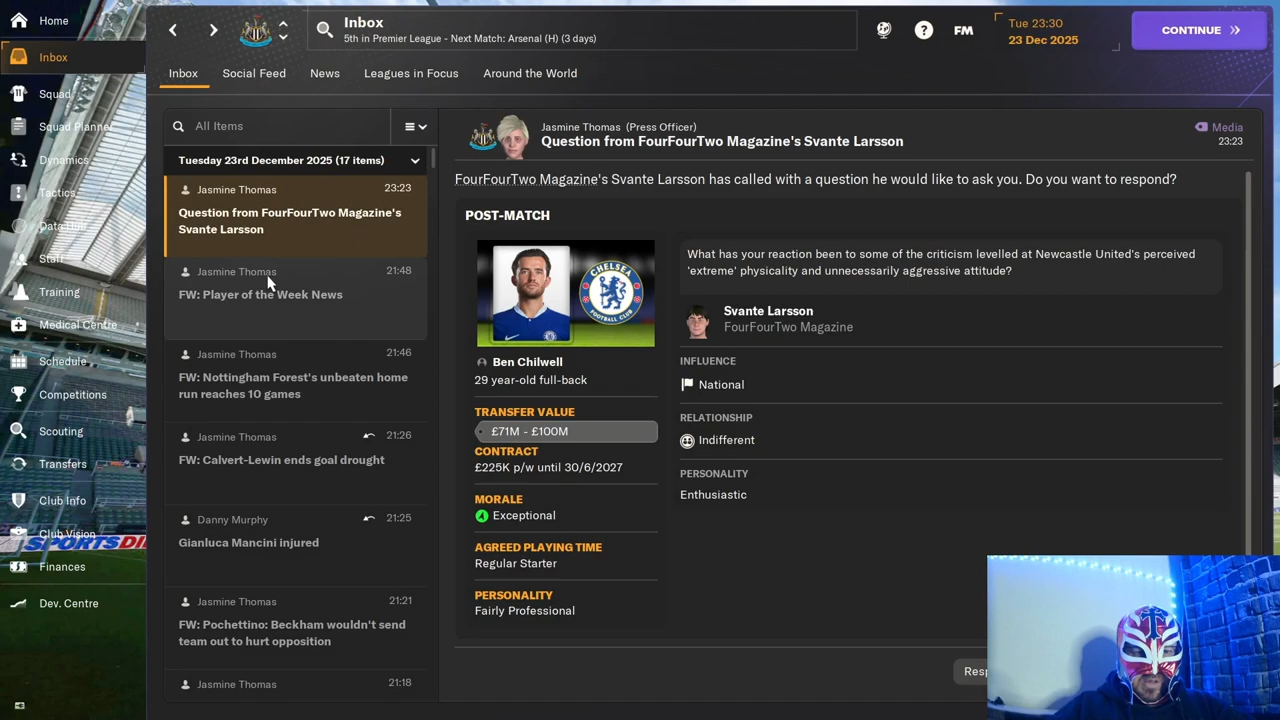 Home
Inbox
Squad
Squad Planner
Dynamics
Tactics
Data Hub
Staff
Training
Medical Centre
Schedule
Competitions
Scouting
Transfers
Club Info
Club Vision
Finances
Dev. Centre
SPORTS DI
Inbox
5th in Premier League - Next Match: Arsenal (H) (3 days)
?
FM
Tue 23:30
23 Dec 2025
CONTINUE
Inbox
Social Feed
News
Leagues in Focus
Around the World
All Items
Tuesday 23rd December 2025 (17 items)
Jasmine Thomas
23:23
Question from FourFourTwo Magazine's
Svante Larsson
Jasmine Thomas
21:48
FW: Player of the Week News
Jasmine Thomas
21:46
FW: Nottingham Forest's unbeaten home
run reaches 10 games
Jasmine Thomas
21:26
FW: Calvert-Lewin ends goal drought
Danny Murphy
21:25
Gianluca Mancini injured
Jasmine Thomas
21:21
FW: Pochettino: Beckham wouldn't send
team out to hurt opposition
Jasmine Thomas
21:18
Jasmine Thomas (Press Officer)
Question from FourFourTwo Magazine's Svante Larsson
Media
23:23
FourFourTwo Magazine's Svante Larsson has called with a question he would like to ask you. Do you want to respond?
POST-MATCH
CHELSEA
FOOTBALL CLUB
Ben Chilwell
29 year-old full-back
TRANSFER VALUE
£71M - £100M
CONTRACT
£225K p/w until 30/6/2027
MORALE
Exceptional
AGREED PLAYING TIME
Regular Starter
PERSONALITY
Fairly Professional
What has your reaction been to some of the criticism levelled at Newcastle United's perceived
'extreme' physicality and unnecessarily aggressive attitude?
Svante Larsson
FourFourTwo Magazine
INFLUENCE
National
RELATIONSHIP
Indifferent
PERSONALITY
Enthusiastic
Resp